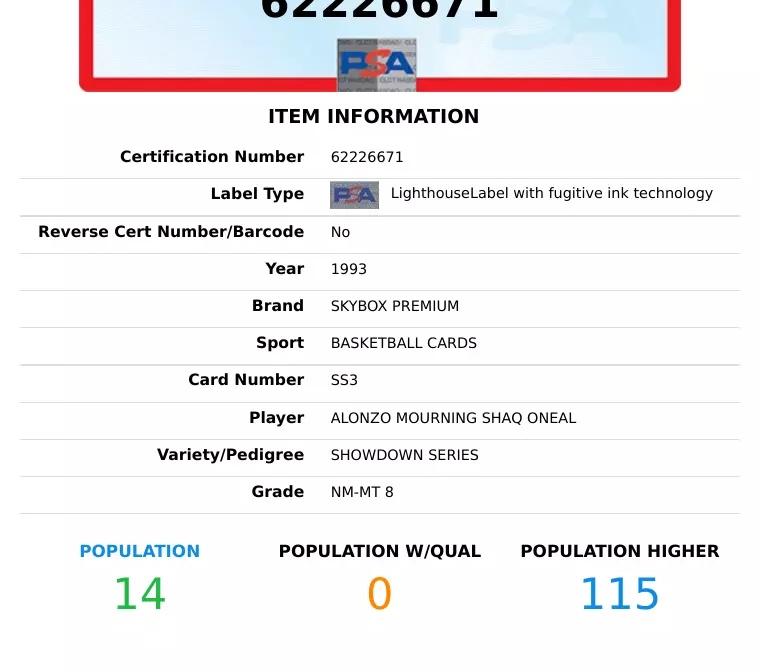 62226671
PSA
ITEM INFORMATION
Certification Number 62226671
Label Type PSA LighthouseLabel with fugitive ink technology
Reverse Cert Number/Barcode No
Year 1993
Brand SKYBOX PREMIUM
Sport BASKETBALL CARDS
Card Number SS3
Player ALONZO MOURNING SHAQ ONEAL
Variety/Pedigree SHOWDOWN SERIES
Grade NM-MT 8
POPULATION POPULATION W/QUAL POPULATION HIGHER
14 0 115